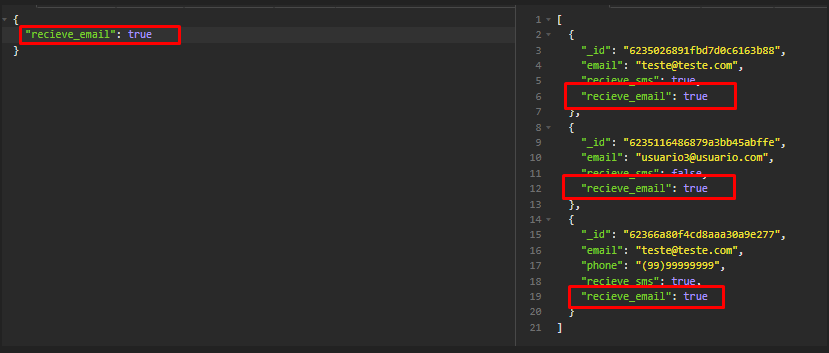 {
"recieve_email": true
}
1 [
2 {
3 "_id": "6235026891fbd7d0c6163b88",
4 "email": "teste@teste.com",
5 "recieve_sms": true,
6 "recieve_email": true
7 },
8 {
9 "_id": "6235116486879a3bb45abffe",
10 "email": "usuario3@usuario.com",
11 "recieve_sms": false,
12 "recieve_email": true
13 },
14 {
15 "_id": "62366a80f4cd8aaa30a9e277",
16 "email": "teste@teste.com",
17 "phone": "(99)99999999",
18 "recieve_sms": true,
19 "recieve_email": true
20 }
21 ]